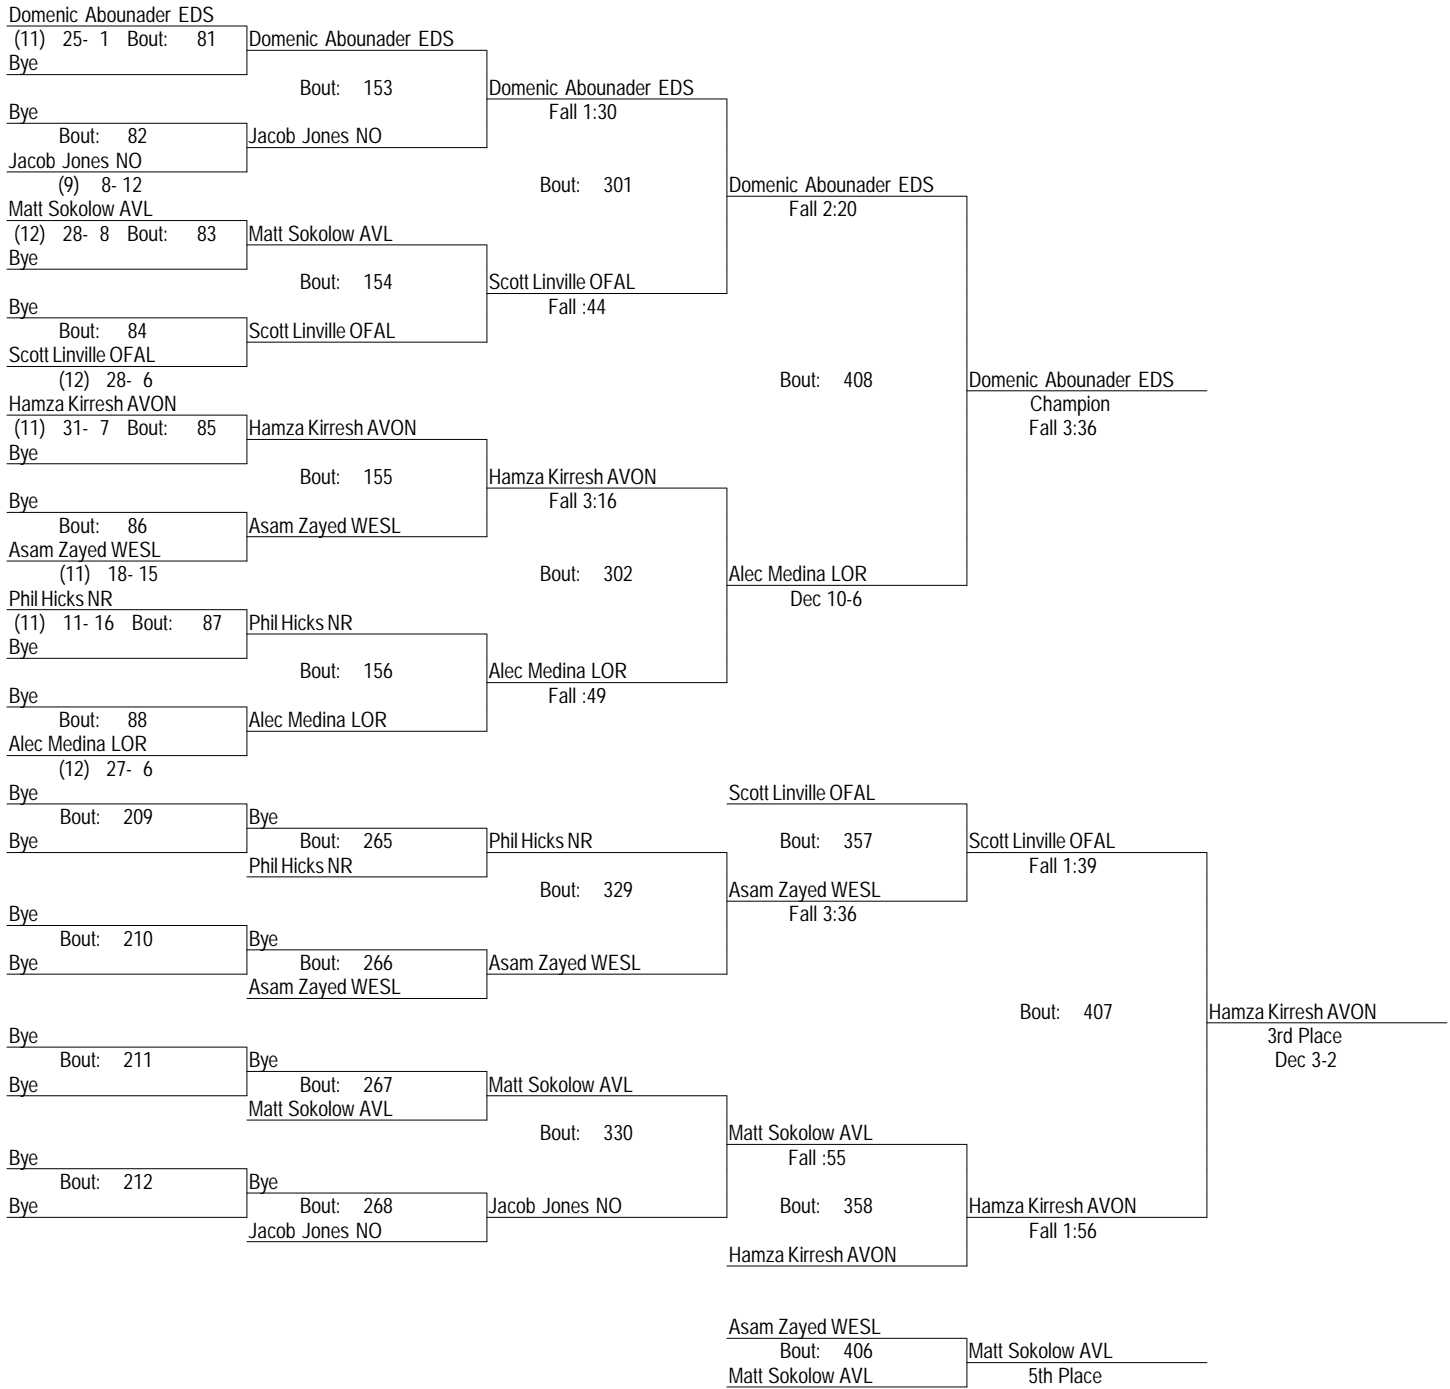 Domenic Abounader EDS
(11) 25- 1 Bout: 81 Domenic Abounader EDS
Bye
Bout: 153 Domenic Abounader EDS
Bye Fall 1:30
Bout: 82 Jacob Jones NO
Jacob Jones NO
(9) 8- 12 Bout: 301 Domenic Abounader EDS
Matt Sokolow AVL Fall 2:20
(12) 28- 8 Bout: 83 Matt Sokolow AVL
Bye
Bout: 154 Scott Linville OFAL
Bye Fall :44
Bout: 84 Scott Linville OFAL
Scott Linville OFAL
(12) 28- 6 Bout: 408 Domenic Abounader EDS
Hamza Kirresh AVON Champion
(11) 31- 7 Bout: 85 Hamza Kirresh AVON Fall 3:36
Bye
Bout: 155 Hamza Kirresh AVON
Bye Fall 3:16
Bout: 86 Asam Zayed WESL
Asam Zayed WESL
(11) 18- 15 Bout: 302 Alec Medina LOR
Phil Hicks NR Dec 10-6
(11) 11- 16 Bout: 87 Phil Hicks NR
Bye
Bout: 156 Alec Medina LOR
Bye Fall :49
Bout: 88 Alec Medina LOR
Alec Medina LOR
(12) 27- 6
Bye Scott Linville OFAL
Bout: 209 Bye
Bye Bout: 265 Phil Hicks NR Bout: 357 Scott Linville OFAL
Phil Hicks NR Fall 1:39
Bout: 329 Asam Zayed WESL
Bye Fall 3:36
Bout: 210 Bye
Bye Bout: 266 Asam Zayed WESL
Asam Zayed WESL
Bout: 407 Hamza Kirresh AVON
Bye 3rd Place
Bout: 211 Bye Dec 3-2
Bye Bout: 267 Matt Sokolow AVL
Matt Sokolow AVL
Bout: 330 Matt Sokolow AVL
Bye Fall :55
Bout: 212 Bye
Bye Bout: 268 Jacob Jones NO Bout: 358 Hamza Kirresh AVON
Jacob Jones NO Fall 1:56
Hamza Kirresh AVON
Asam Zayed WESL
Bout: 406 Matt Sokolow AVL
Matt Sokolow AVL 5th Place